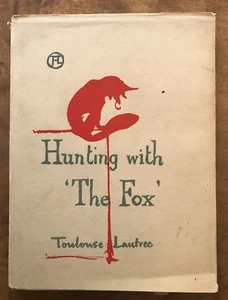 Hunting with
'The Fox'
Toulouse Lautrec